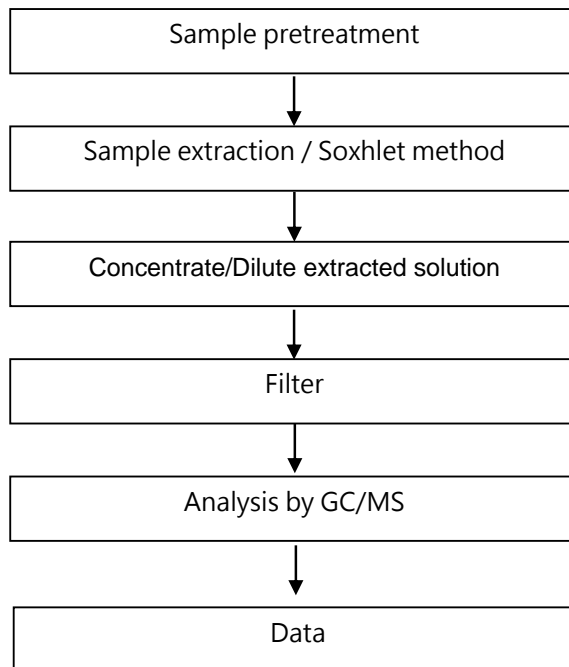 Sample pretreatment
Sample extraction / Soxhlet method
Concentrate/Dilute extracted solution
Filter
Analysis by GC/MS
Data